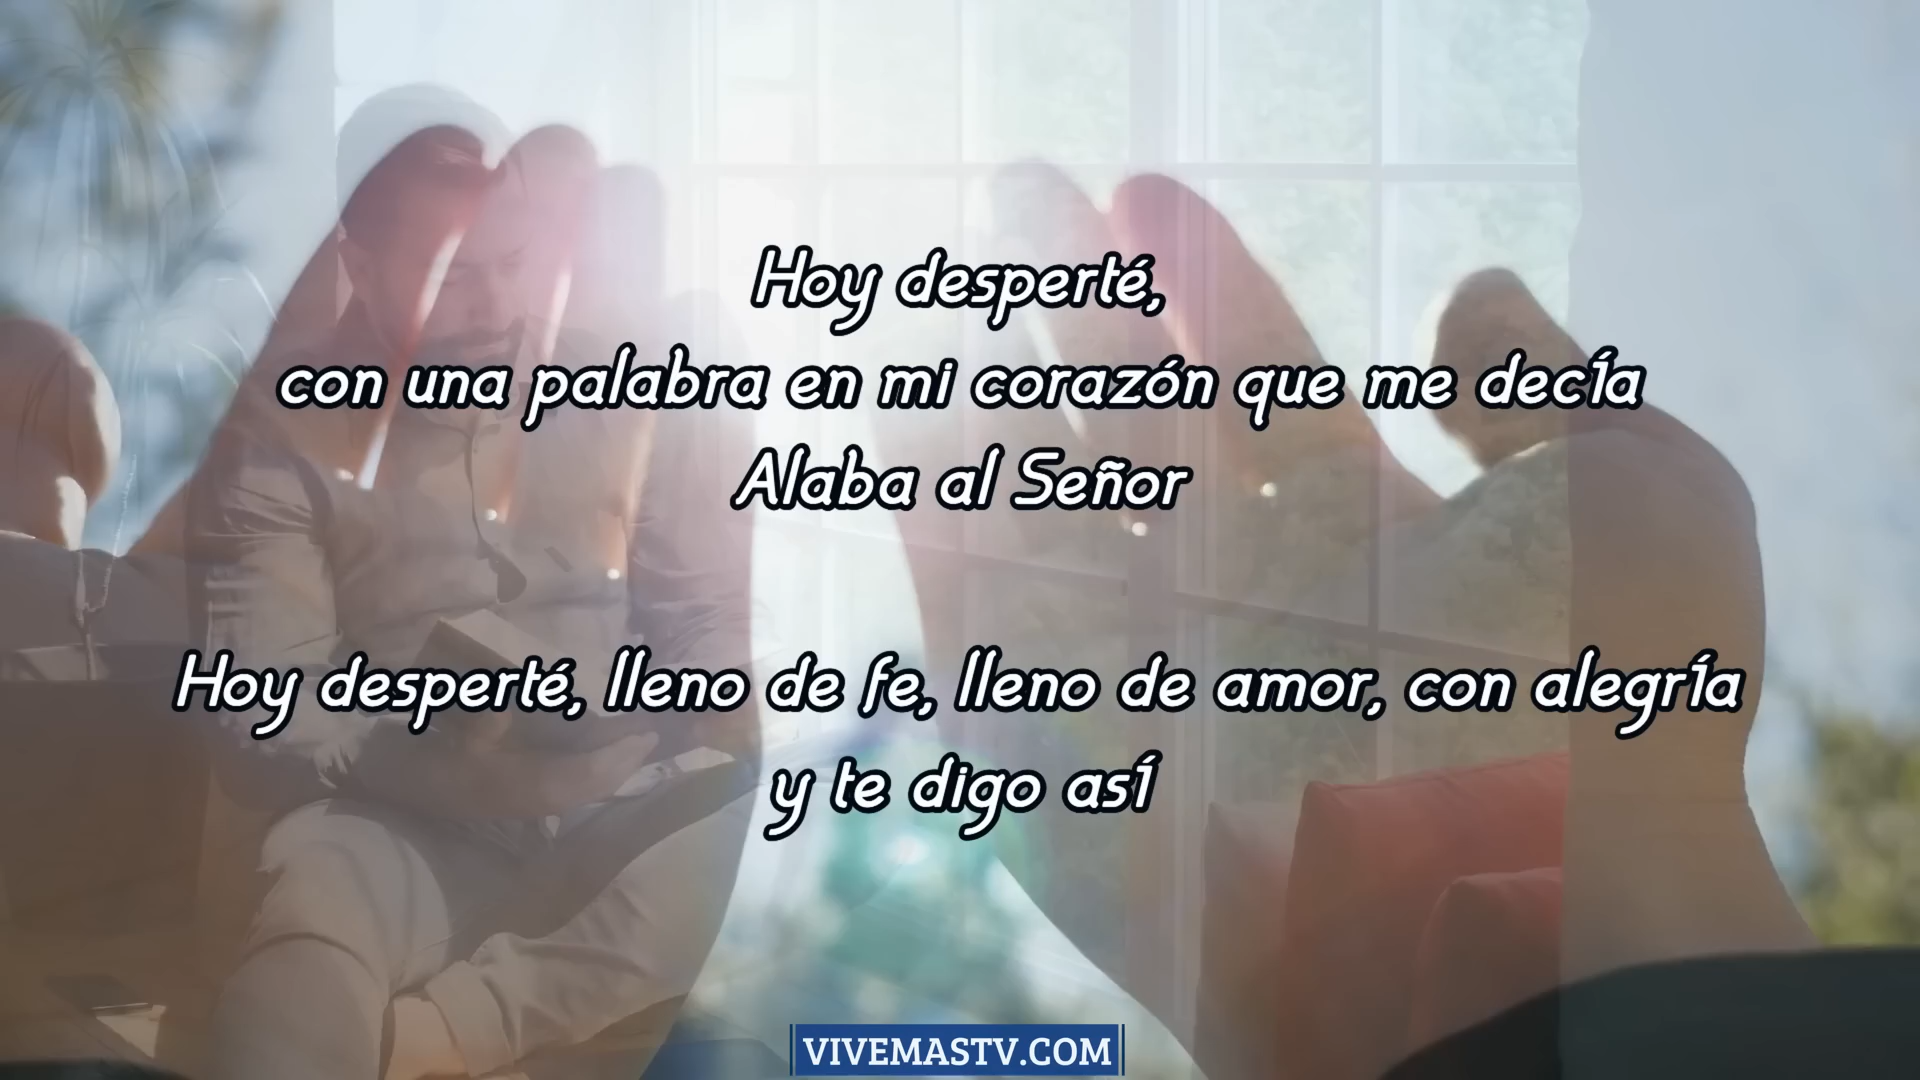 Hoy desperté,
con una palabra en mi corazón que me decía
Alaba al Señor
Hoy desperté, lleno de fe, lleno de amor, con alegría
y te digo así
VIVEMASTV.COM